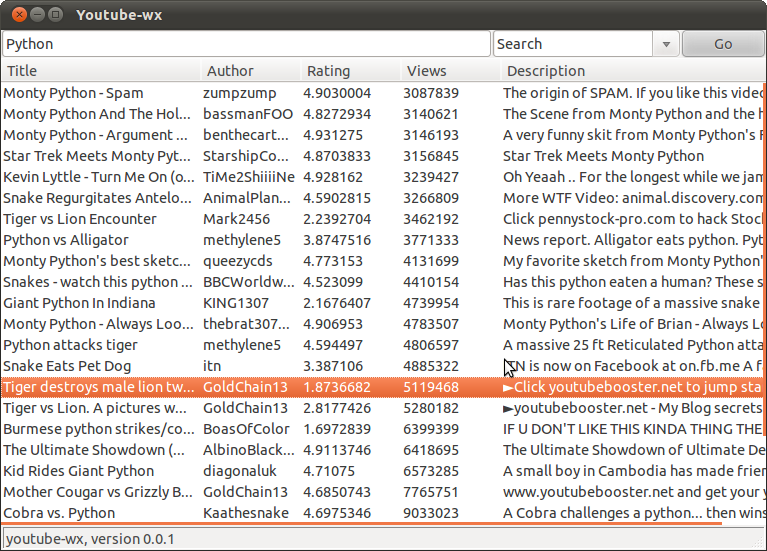 Youtube-wx
Python Search Go
Title Author Rating Views Description
Monty Python - Spam zumpzump 4.9030004 3087839 The origin of SPAM. If you like this video
Monty Python And The Hol... bassmanFOO 4.8272934 3140621 The Scene from Monty Python and the h
Monty Python - Argument ... benthecart... 4.931275 3146193 A very funny skit from Monty Python's F
Star Trek Meets Monty Pyt... StarshipCo... 4.8703833 3156845 Star Trek Meets Monty Python
Kevin Lyttle - Turn Me On (o... TiMe2ShiiiiNe 4.928162 3239427 Oh Yeaah .. For the longest while we jam
Snake Regurgitates Antelo... AnimalPlan... 4.5902815 3266809 More WTF Video: animal.discovery.com
Tiger vs Lion Encounter Mark2456 2.2392704 3462192 Click pennystock-pro.com to hack Stoc
Python vs Alligator methylene5 3.8747516 3771333 News report. Alligator eats python. Pyt
Monty Python's best sketc... queezycds 4.773153 4131699 My favorite sketch from Monty Python'
Snakes - watch this python ... BBCWorldw... 4.523099 4410154 Has this python eaten a human? These s
Giant Python In Indiana KING1307 2.1676407 4739954 This is rare footage of a massive snake
Monty Python - Always Loo... thebrat307... 4.906953 4783507 Monty Python's Life of Brian - Always Lo
Python attacks tiger methylene5 4.594497 4806597 A massive 25 ft Reticulated Python atta
Snake Eats Pet Dog itn 3.387106 4885322 ITN is now on Facebook at on.fb.me A f
Tiger destroys male lion tw... GoldChain13 1.8736682 5119468 ►Click youtubebooster.net to jump sta
Tiger vs Lion. A pictures w... GoldChain13 2.8177426 5280182 ►youtubebooster.net - My Blog secrets
Burmese python strikes/co... BoasOfColor 1.6972839 6399399 IF U DON'T LIKE THIS KINDA THING THE
The Ultimate Showdown (... AlbinoBlack... 4.9113746 6418695 The Ultimate Showdown of Ultimate De
Kid Rides Giant Python diagonaluk 4.71075 6573285 A small boy in Cambodia has made frien
Mother Cougar vs Grizzly B... GoldChain13 4.6850743 7765751 www.youtubebooster.net and get your y
Cobra vs. Python Kaathesnake 4.6975346 9033023 A Cobra challenges a python... then wins
youtube-wx, version 0.0.1